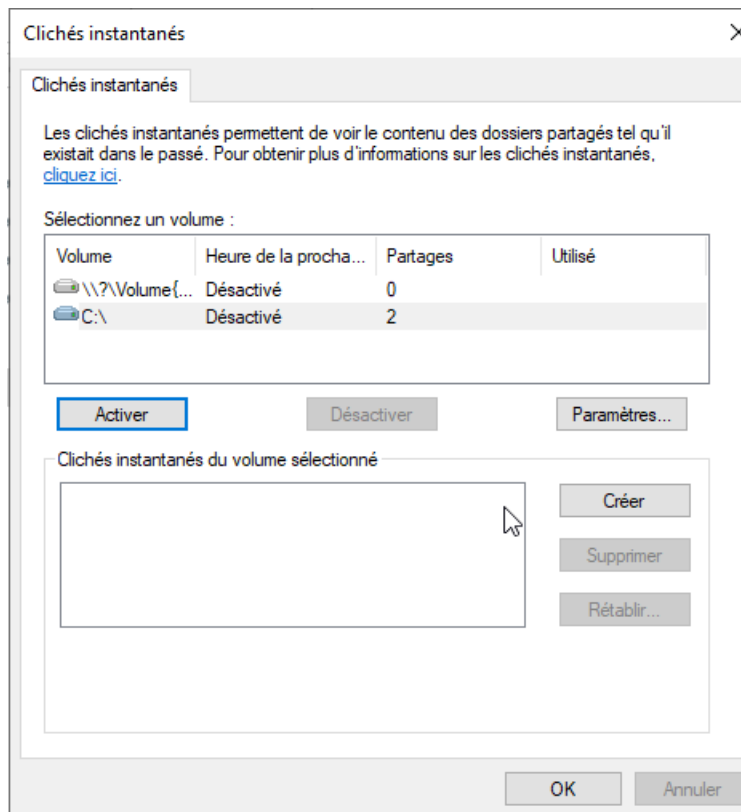 Clichés instantanés
Clichés instantanés
Les clichés instantanés permettent de voir le contenu des dossiers partagés tel qu'il
existait dans le passé. Pour obtenir plus d'informations sur les clichés instantanés,
cliquez ici.
Sélectionnez un volume :
Volume Heure de la procha... Partages Utilisé
\\?\Volume{... Désactivé 0
C:\ Désactivé 2
Activer Désactiver Paramètres...
Clichés instantanés du volume sélectionné
Créer
Supprimer
Rétablir...
OK Annuler